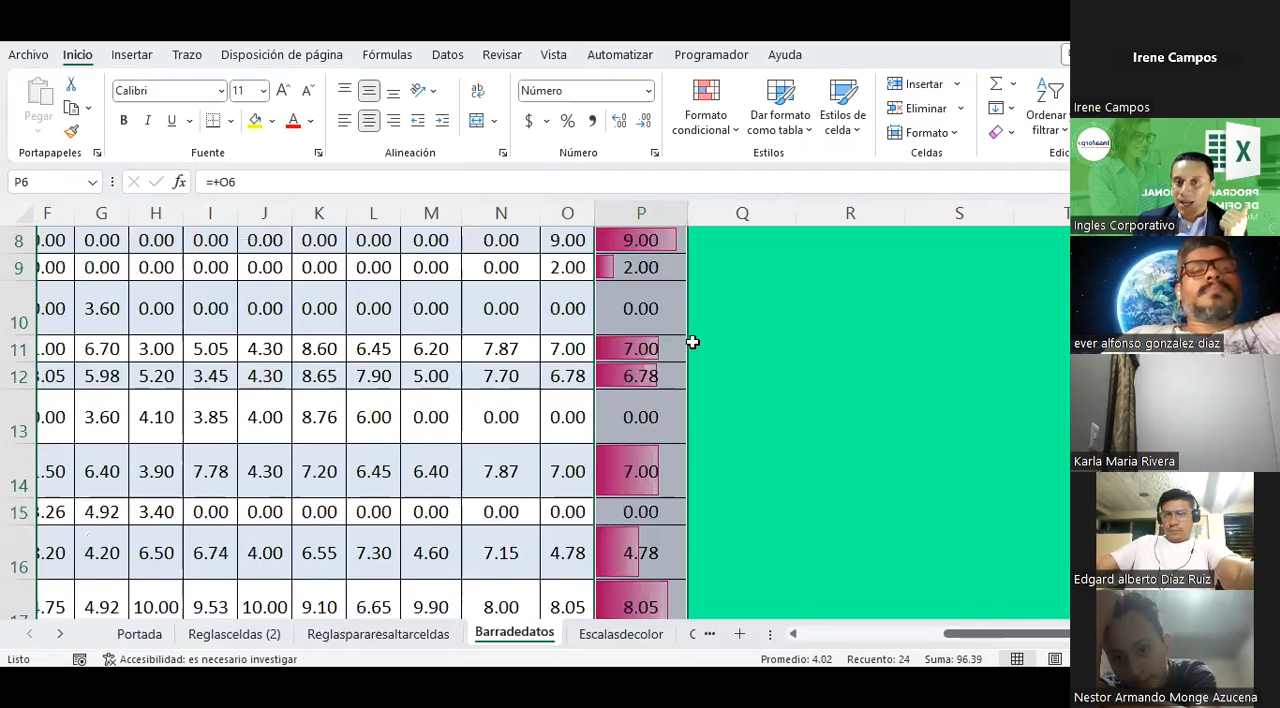 Archivo Inicio Insertar Trazo Disposición de página Fórmulas Datos Revisar Vista Automatizar Programador Ayuda
Pegar
Calibri 11
N K S
Número
$ % 9
Formato condicional
Dar formato como tabla
Estilos de celda
Insertar
Eliminar
Formato
Ordenar filtrar
Portapapeles Fuente Alineación Número Estilos Celdas
P6 fx =+O6
F G H I J K L M N O P Q R S T
8 0.00 0.00 0.00 0.00 0.00 0.00 0.00 0.00 0.00 9.00 9.00
9 0.00 0.00 0.00 0.00 0.00 0.00 0.00 0.00 0.00 2.00 2.00
10 0.00 3.60 0.00 0.00 0.00 0.00 0.00 0.00 0.00 0.00 0.00
11 .00 6.70 3.00 5.05 4.30 8.60 6.45 6.20 7.87 7.00 7.00
12 .05 5.98 5.20 3.45 4.30 8.65 7.90 5.00 7.70 6.78 6.78
13 0.00 3.60 4.10 3.85 4.00 8.76 6.00 0.00 0.00 0.00 0.00
14 .50 6.40 3.90 7.78 4.30 7.20 6.45 6.40 7.87 7.00 7.00
15 .26 4.92 3.40 0.00 0.00 0.00 0.00 0.00 0.00 0.00 0.00
16 .20 4.20 6.50 6.74 4.00 6.55 7.30 4.60 7.15 4.78 4.78
17 .75 4.92 10.00 9.53 10.00 9.10 6.65 9.90 8.00 8.05 8.05
Portada Reglasceldas (2) Reglaspararesaltarceldas Barradedatos Escalasdecolor
Listo Accesibilidad: es necesario investigar Promedio: 4.02 Recuento: 24 Suma: 96.39
Irene Campos
Irene Campos
Ingles Corporativo
ever alfonso gonzalez diaz
Karla Maria Rivera
Edgard alberto Díaz Ruiz
Nestor Armando Monge Azucena